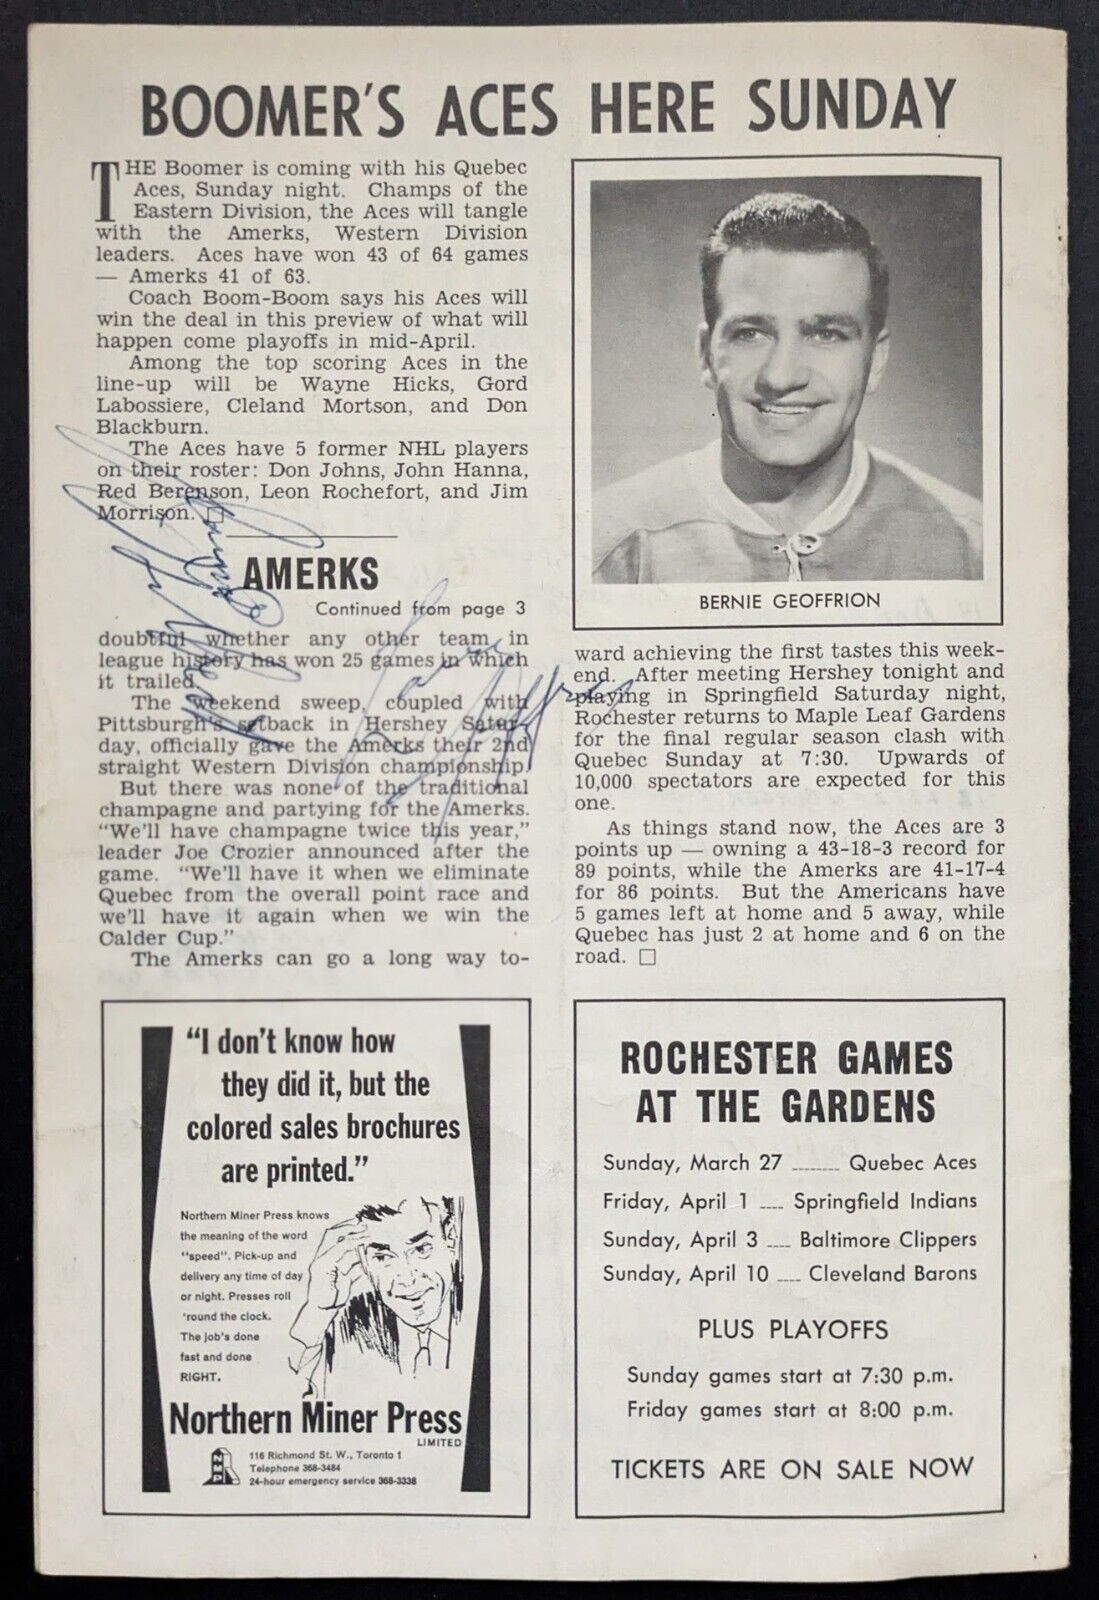 BOOMER'S ACES HERE SUNDAY
THE Boomer is coming with his Quebec
Aces, Sunday night. Champs of the
Eastern Division, the Aces will tangle
with the Amerks, Western Division
leaders. Aces have won 43 of 64 games
— Amerks 41 of 63.
Coach Boom-Boom says his Aces will
win the deal in this preview of what will
happen come playoffs in mid-April.
Among the top scoring Aces in the
line-up will be Wayne Hicks, Gord
Labossiere, Cleland Mortson, and Don
Blackburn.
The Aces have 5 former NHL players
on their roster: Don Johns, John Hanna,
Red Berenson, Leon Rochefort, and Jim
Morrison. □
AMERKS
Continued from page 3
doubtful whether any other team in
league history has won 25 games in which
it trailed.
The weekend sweep, coupled with
Pittsburgh's setback in Hershey Satur-
day, officially gave the Amerks their 2nd
straight Western Division championship.
But there was none of the traditional
champagne and partying for the Amerks.
"We'll have champagne twice this year,"
leader Joe Crozier announced after the
game. "We'll have it when we eliminate
Quebec from the overall point race and
we'll have it again when we win the
Calder Cup."
The Amerks can go a long way to-
BERNIE GEOFFRION
ward achieving the first tastes this week-
end. After meeting Hershey tonight and
playing in Springfield Saturday night,
Rochester returns to Maple Leaf Gardens
for the final regular season clash with
Quebec Sunday at 7:30. Upwards of
10,000 spectators are expected for this
one.
As things stand now, the Aces are 3
points up — owning a 43-18-3 record for
89 points, while the Amerks are 41-17-4
for 86 points. But the Americans have
5 games left at home and 5 away, while
Quebec has just 2 at home and 6 on the
road. □
"I don't know how
they did it, but the
colored sales brochures
are printed."
Northern Miner Press knows
the meaning of the word
"speed". Pick-up and
delivery any time of day
or night. Presses roll
'round the clock.
The job's done
fast and done
RIGHT.
Northern Miner Press
LIMITED
NMP
116 Richmond St. W., Toronto 1
Telephone 368-3484
24-hour emergency service 368-3338
ROCHESTER GAMES
AT THE GARDENS
Sunday, March 27 ........ Quebec Aces
Friday, April 1 .... Springfield Indians
Sunday, April 3 .... Baltimore Clippers
Sunday, April 10 .... Cleveland Barons
PLUS PLAYOFFS
Sunday games start at 7:30 p.m.
Friday games start at 8:00 p.m.
TICKETS ARE ON SALE NOW